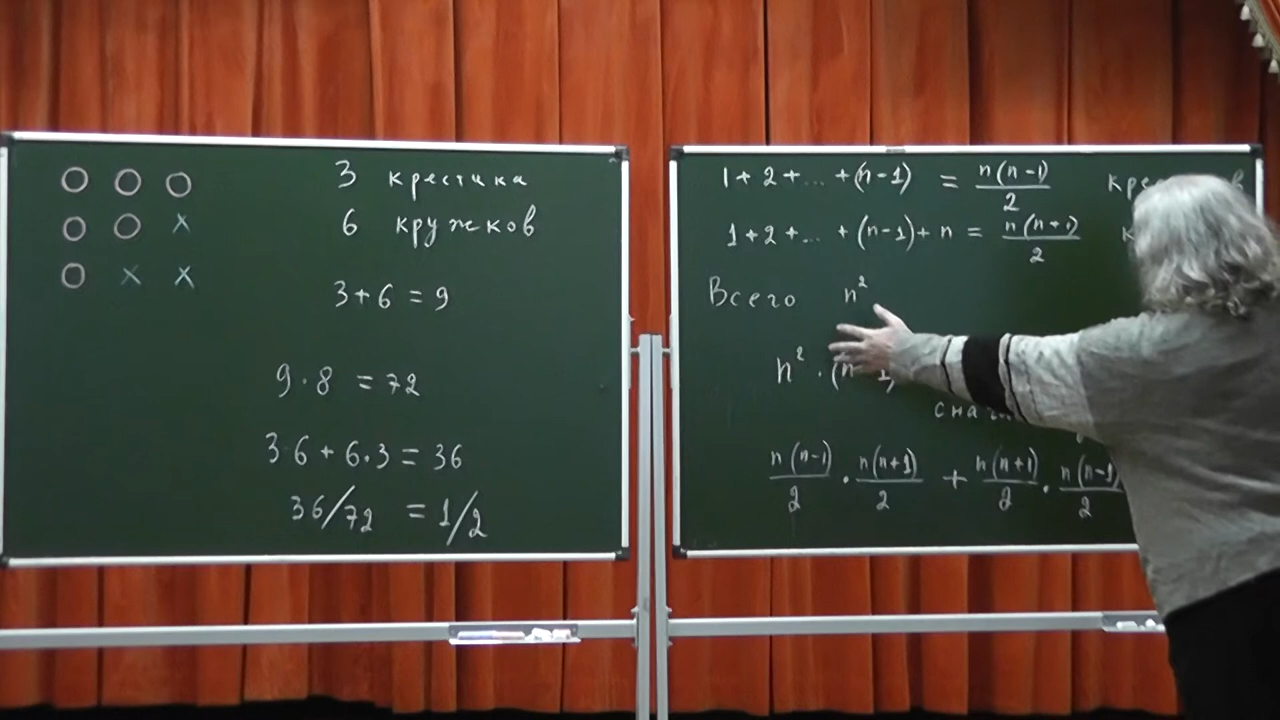 O O O
O O ×
O × ×
3 крестика
6 кружеков
3+6 = 9
9·8 = 72
3·6 + 6·3 = 36
36/72 = 1/2
1+2+... +(n-1) = n(n-1)/2
1+2+... +(n-1)+n = n(n+1)/2
Всего n²
n² ·
n(n-1)/2 · n(n+1)/2 + n(n+1)/2 · n(n-1)/2